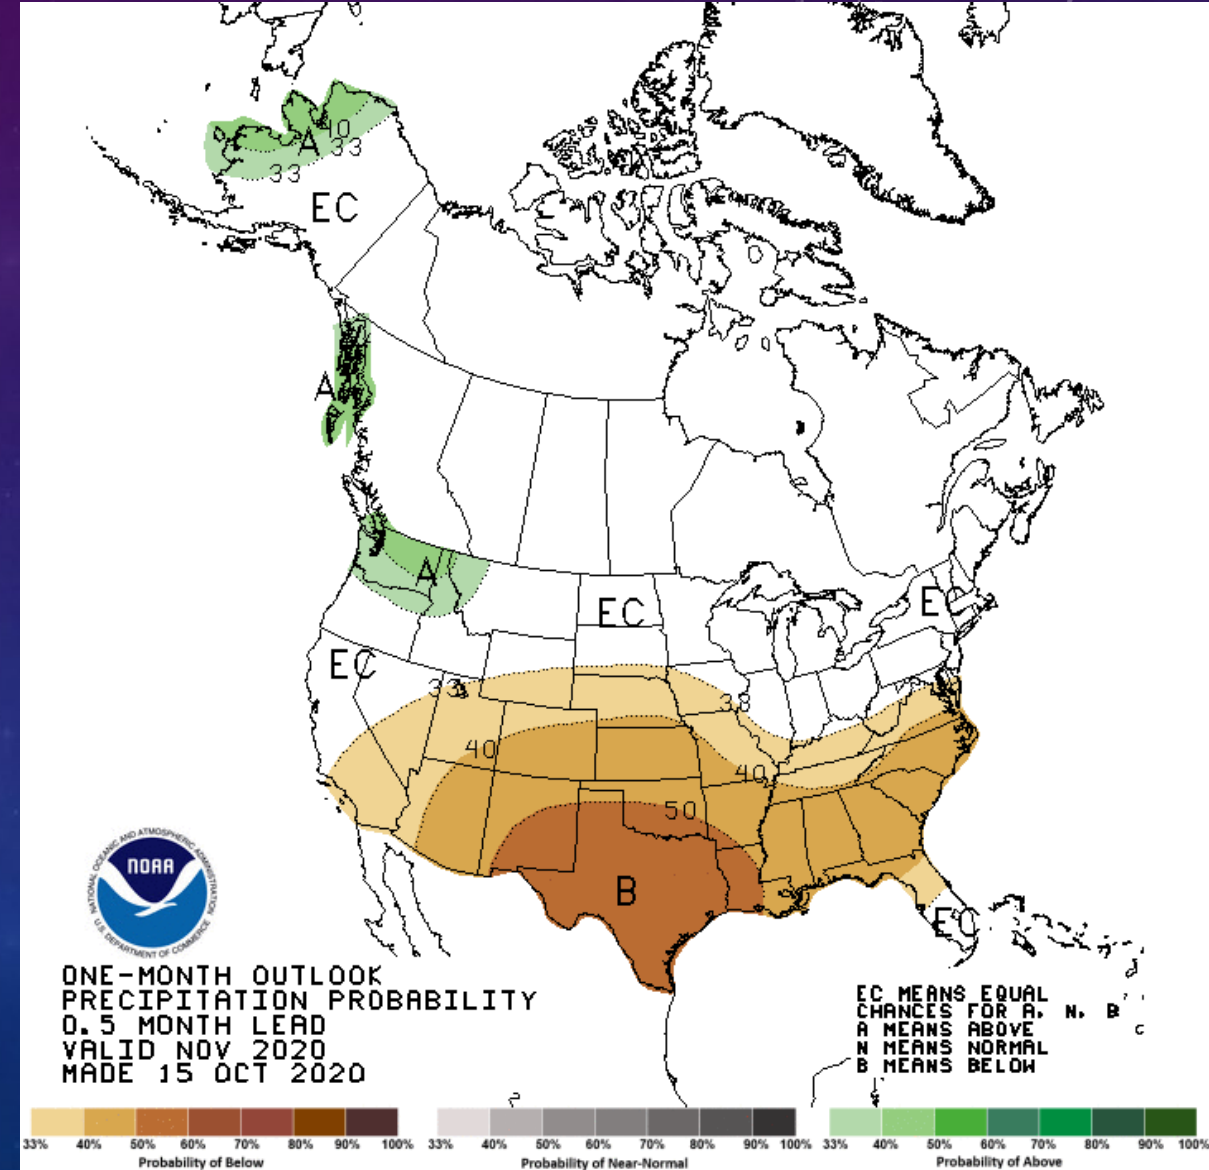 40
A
33
33
EC
A
A
EC
EC
EC
33
33
40
40
50
B
EC
NATIONAL OCEANIC AND ATMOSPHERIC ADMINISTRATION
NOAA
U.S. DEPARTMENT OF COMMERCE
ONE-MONTH OUTLOOK
PRECIPITATION PROBABILITY
0.5 MONTH LEAD
VALID NOV 2020
MADE 15 OCT 2020
EC MEANS EQUAL
CHANCES FOR A, N, B
A MEANS ABOVE
N MEANS NORMAL
B MEANS BELOW
33% 40% 50% 60% 70% 80% 90% 100%
Probability of Below
33% 40% 50% 60% 70% 80% 90% 100%
Probability of Near-Normal
33% 40% 50% 60% 70% 80% 90% 100%
Probability of Above